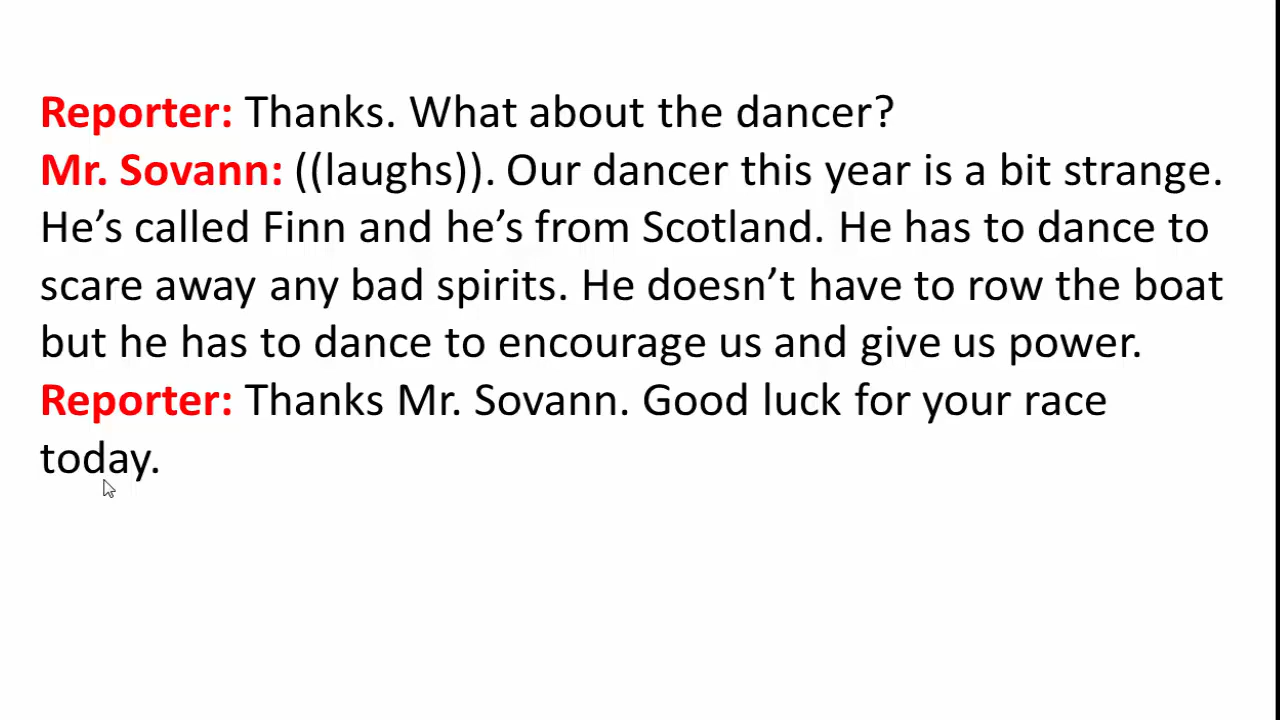 Reporter: Thanks. What about the dancer?
Mr. Sovann: ((laughs)). Our dancer this year is a bit strange.
He’s called Finn and he’s from Scotland. He has to dance to
scare away any bad spirits. He doesn’t have to row the boat
but he has to dance to encourage us and give us power.
Reporter: Thanks Mr. Sovann. Good luck for your race
today.